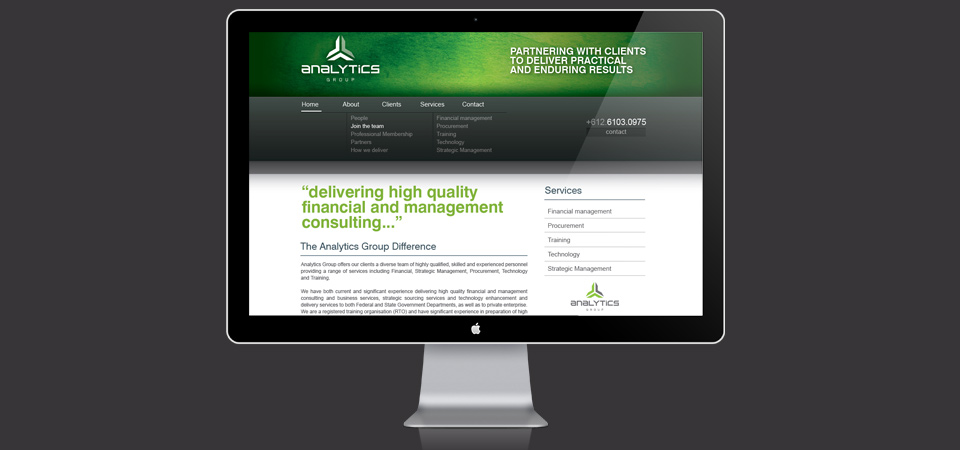 ANALYTICS
GROUP
PARTNERING WITH CLIENTS
TO DELIVER PRACTICAL
AND ENDURING RESULTS
Home About Clients Services Contact
People
Join the team
Professional Membership
Partners
How we deliver
Financial management
Procurement
Training
Technology
Strategic Management
+612.6103.0975
contact
“delivering high quality
financial and management
consulting...”
The Analytics Group Difference
Analytics Group offers our clients a diverse team of highly qualified, skilled and experienced personnel
providing a range of services including Financial, Strategic Management, Procurement, Technology
and Training.
We have both current and significant experience delivering high quality financial and management
consulting and business services, strategic sourcing services and technology enhancement and
delivery services to both Federal and State Government Departments, as well as to private enterprise.
We are a registered training organisation (RTO) and have significant experience in preparation of high
Services
Financial management
Procurement
Training
Technology
Strategic Management
ANALYTICS
GROUP